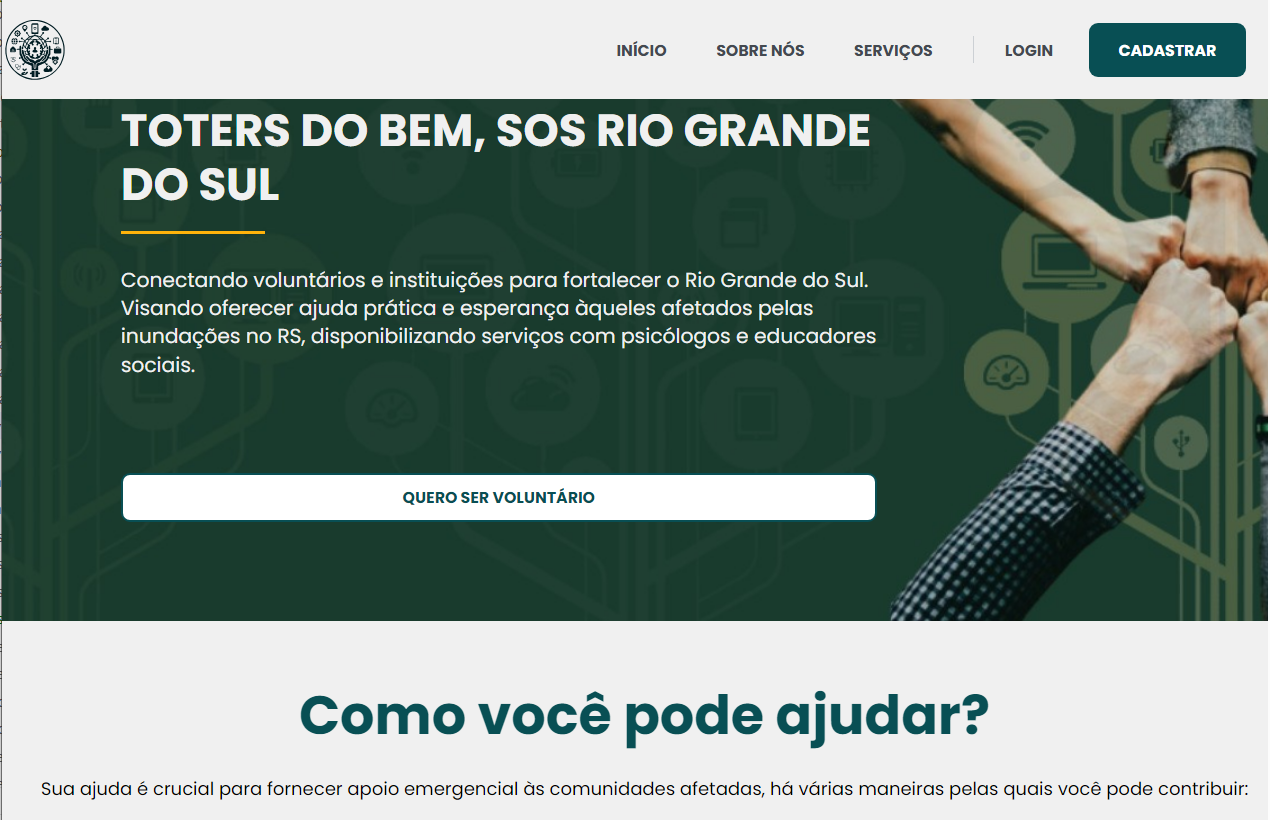 INÍCIO
SOBRE NÓS
SERVIÇOS
LOGIN
CADASTRAR
TOTERS DO BEM, SOS RIO GRANDE
DO SUL
Conectando voluntários e instituições para fortalecer o Rio Grande do Sul.
Visando oferecer ajuda prática e esperança àqueles afetados pelas
inundações no RS, disponibilizando serviços com psicólogos e educadores
sociais.
QUERO SER VOLUNTÁRIO
Como você pode ajudar?
Sua ajuda é crucial para fornecer apoio emergencial às comunidades afetadas, há várias maneiras pelas quais você pode contribuir: